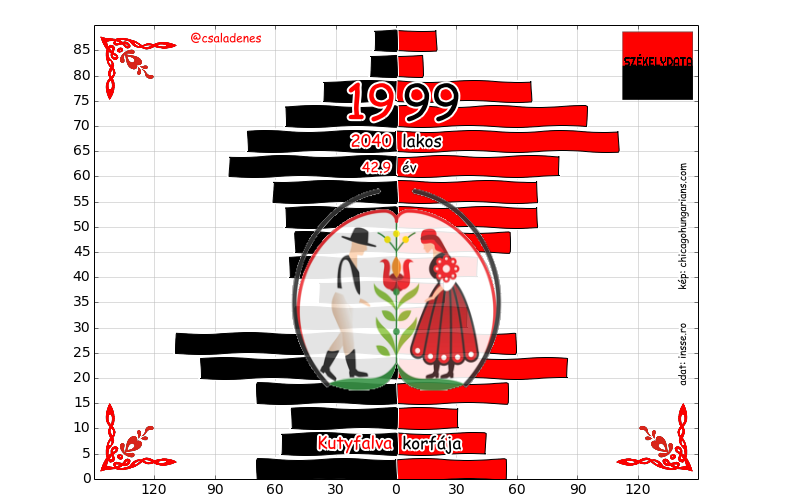 @csaladenes
SZÉKELYDATA
1999
2040 lakos
42.9 év
kép: chicagohungarians.com
adat: insse.ro
Kutyfalva korfája
85
80
75
70
65
60
55
50
45
40
35
30
25
20
15
10
5
0
120 90 60 30 0 30 60 90 120